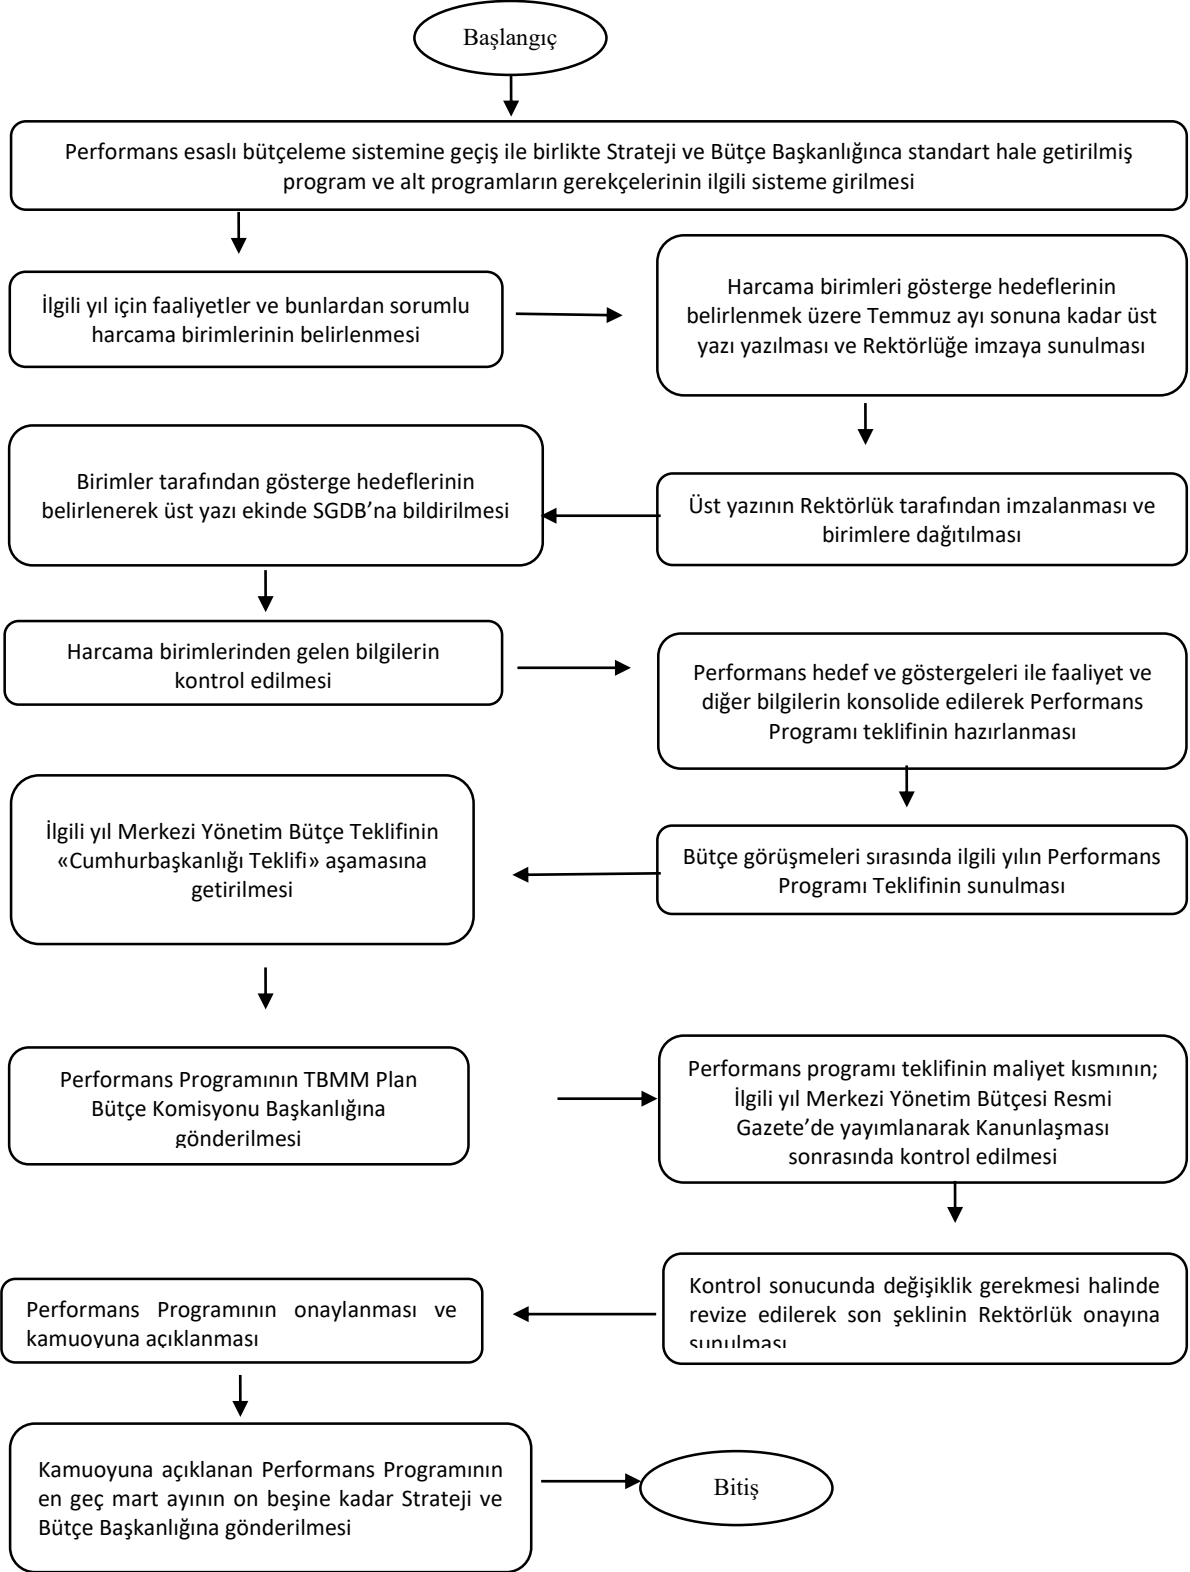 Başlangıç
Performans esaslı bütçeleme sistemine geçiş ile birlikte Strateji ve Bütçe Başkanlığınca standart hale getirilmiş
program ve alt programların gerekçelerinin ilgili sisteme girilmesi
İlgili yıl için faaliyetler ve bunlardan sorumlu
harcama birimlerinin belirlenmesi
Harcama birimleri gösterge hedeflerinin
belirlenmek üzere Temmuz ayı sonuna kadar üst
yazı yazılması ve Rektörlüğe imzaya sunulması
Üst yazının Rektörlük tarafından imzalanması ve
birimlere dağıtılması
Birimler tarafından gösterge hedeflerinin
belirlenerek üst yazı ekinde SGDB’na bildirilmesi
Harcama birimlerinden gelen bilgilerin
kontrol edilmesi
Performans hedef ve göstergeleri ile faaliyet ve
diğer bilgilerin konsolide edilerek Performans
Programı teklifinin hazırlanması
Bütçe görüşmeleri sırasında ilgili yılın Performans
Programı Teklifinin sunulması
İlgili yıl Merkezi Yönetim Bütçe Teklifinin
«Cumhurbaşkanlığı Teklifi» aşamasına
getirilmesi
Performans Programının TBMM Plan
Bütçe Komisyonu Başkanlığına
gönderilmesi
Performans programı teklifinin maliyet kısmının;
İlgili yıl Merkezi Yönetim Bütçesi Resmi
Gazete’de yayımlanarak Kanunlaşması
sonrasında kontrol edilmesi
Kontrol sonucunda değişiklik gerekmesi halinde
revize edilerek son şeklinin Rektörlük onayına
sunulması
Performans Programının onaylanması ve
kamuoyuna açıklanması
Kamuoyuna açıklanan Performans Programının
en geç mart ayının on beşine kadar Strateji ve
Bütçe Başkanlığına gönderilmesi
Bitiş